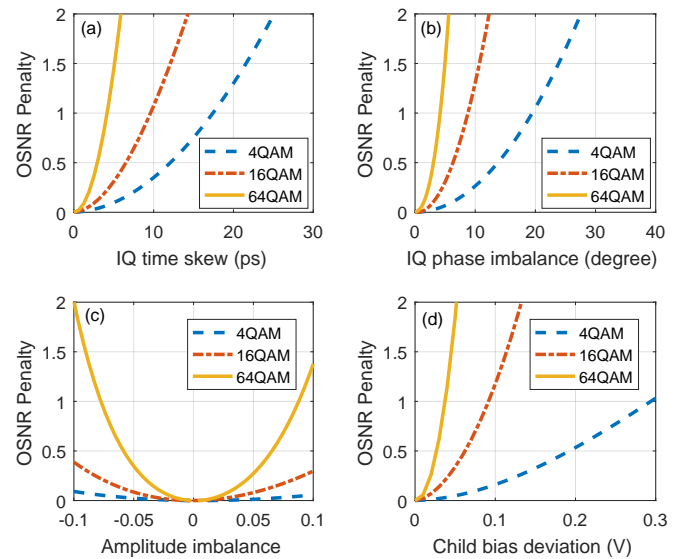 (a)
OSNR Penalty
2
1.5
1
0.5
0
4QAM
16QAM
64QAM
0 10 20 30
IQ time skew (ps)
(b)
OSNR Penalty
2
1.5
1
0.5
0
4QAM
16QAM
64QAM
0 10 20 30 40
IQ phase imbalance (degree)
(c)
OSNR Penalty
2
1.5
1
0.5
0
4QAM
16QAM
64QAM
-0.1 -0.05 0 0.05 0.1
Amplitude imbalance
(d)
OSNR Penalty
2
1.5
1
0.5
0
4QAM
16QAM
64QAM
0 0.1 0.2 0.3
Child bias deviation (V)